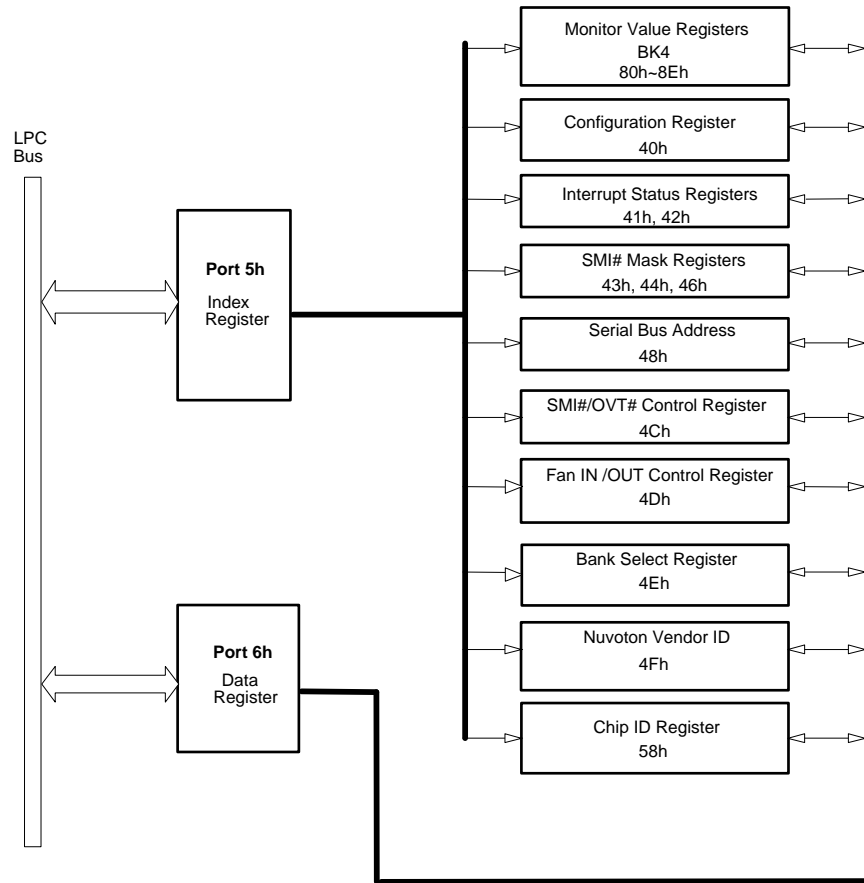 LPC
Bus
Port 5h
Index
Register
Port 6h
Data
Register
Monitor Value Registers
BK4
80h~8Eh
Configuration Register
40h
Interrupt Status Registers
41h, 42h
SMI# Mask Registers
43h, 44h, 46h
Serial Bus Address
48h
SMI#/OVT# Control Register
4Ch
Fan IN /OUT Control Register
4Dh
Bank Select Register
4Eh
Nuvoton Vendor ID
4Fh
Chip ID Register
58h